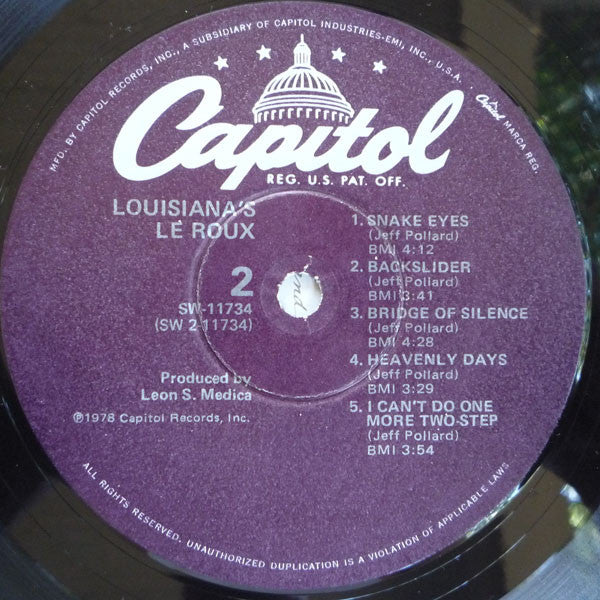 MFD. BY CAPITOL RECORDS, INC., A SUBSIDIARY OF CAPITOL INDUSTRIES-EMI, INC., U.S.A.
Capitol MARCA REG.
Capitol
REG. U.S. PAT. OFF.
LOUISIANA'S
LE ROUX
2
SW-11734
(SW 2-11734)
Produced by
Leon S. Medica
℗1978 Capitol Records, Inc.
1. SNAKE EYES
(Jeff Pollard)
BMI 4:12
2. BACKSLIDER
(Jeff Pollard)
BMI 3:41
3. BRIDGE OF SILENCE
(Jeff Pollard)
BMI 4:28
4. HEAVENLY DAYS
(Jeff Pollard)
BMI 3:29
5. I CAN'T DO ONE
MORE TWO-STEP
(Jeff Pollard)
BMI 3:54
ALL RIGHTS RESERVED. UNAUTHORIZED DUPLICATION IS A VIOLATION OF APPLICABLE LAWS